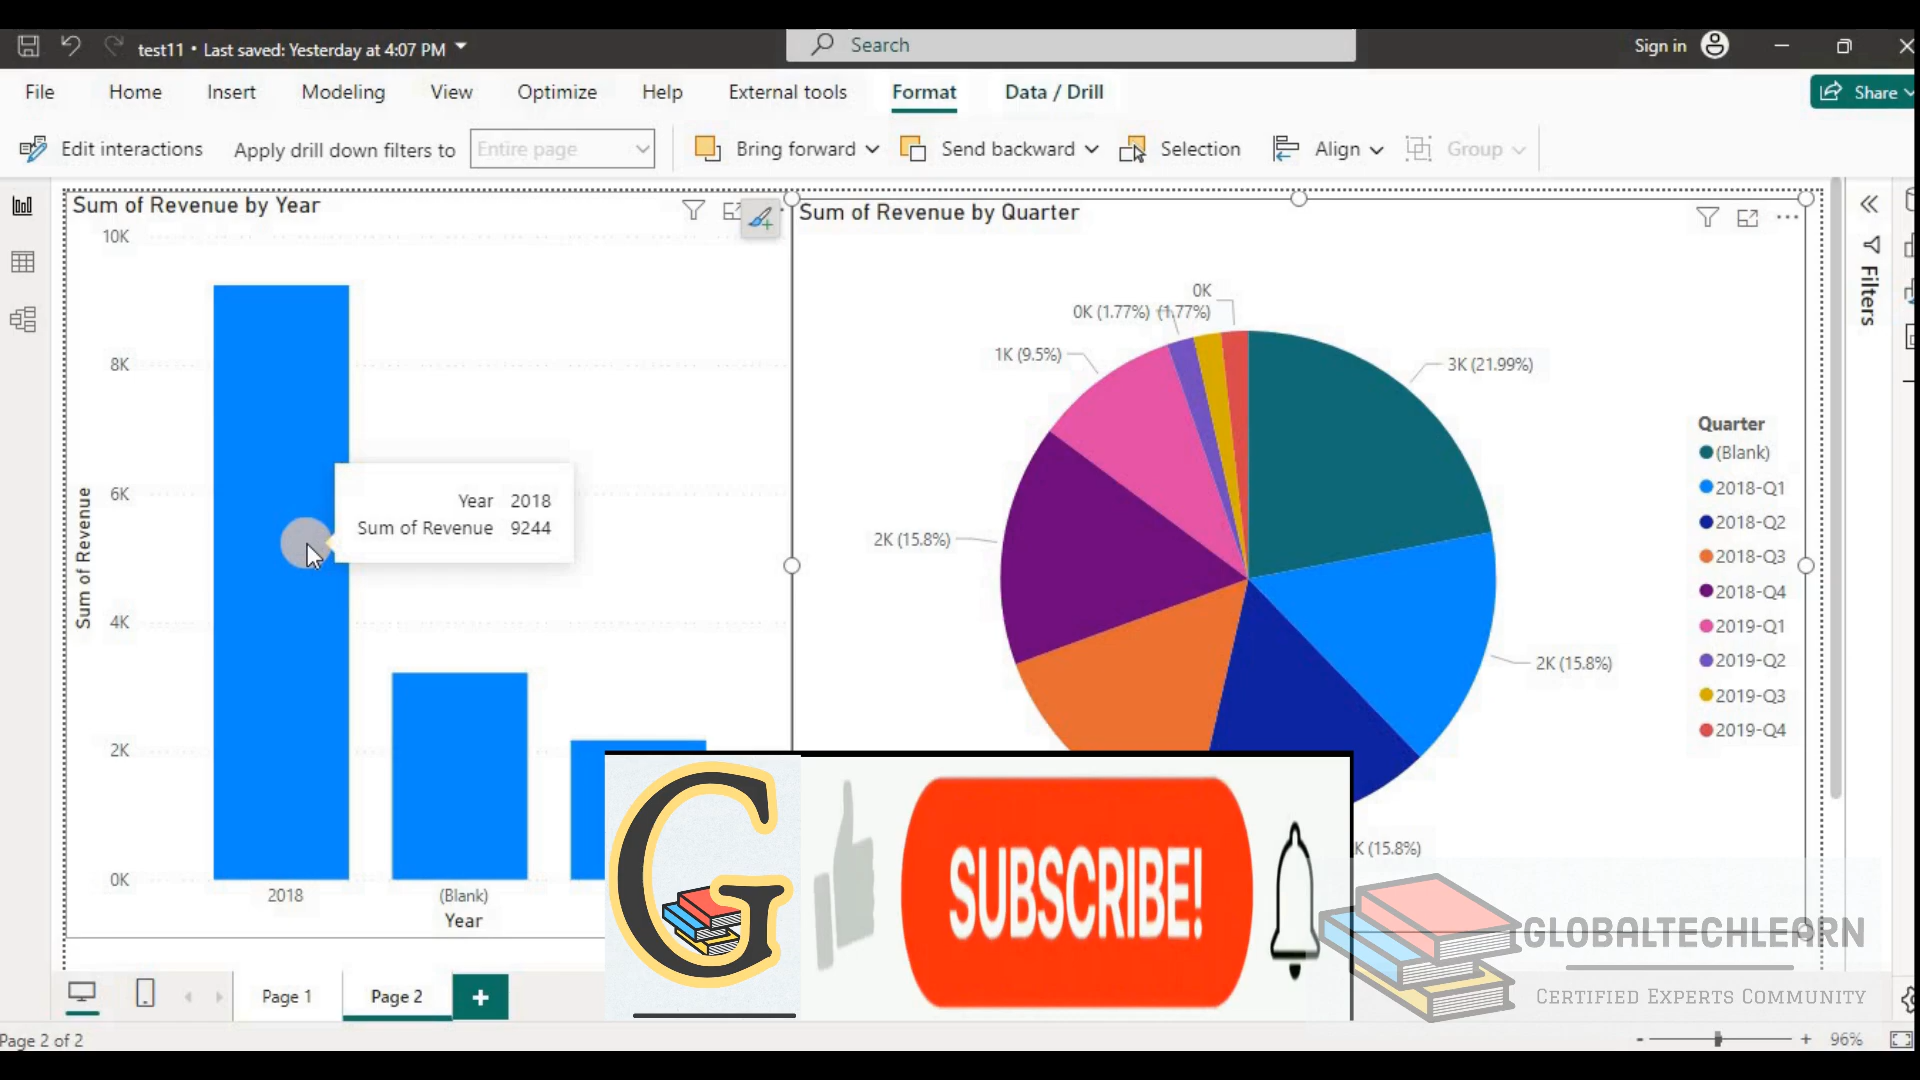 test11 • Last saved: Yesterday at 4:07 PM
Search
Sign in
File Home Insert Modeling View Optimize Help External tools Format Data / Drill
Share
Edit interactions Apply drill down filters to Entire page Bring forward Send backward Selection Align Group
Sum of Revenue by Year
10K
8K
6K
4K
2K
0K
Sum of Revenue
Year 2018
Sum of Revenue 9244
2018 (Blank)
Year
Sum of Revenue by Quarter
0K
0K (1.77%) (1.77%)
1K (9.5%)
3K (21.99%)
2K (15.8%)
2K (15.8%)
K (15.8%)
Quarter
(Blank)
2018-Q1
2018-Q2
2018-Q3
2018-Q4
2019-Q1
2019-Q2
2019-Q3
2019-Q4
Filters
G
SUBSCRIBE!
GLOBALTECHLEARN
CERTIFIED EXPERTS COMMUNITY
Page 1 Page 2 +
Page 2 of 2
- + 96%